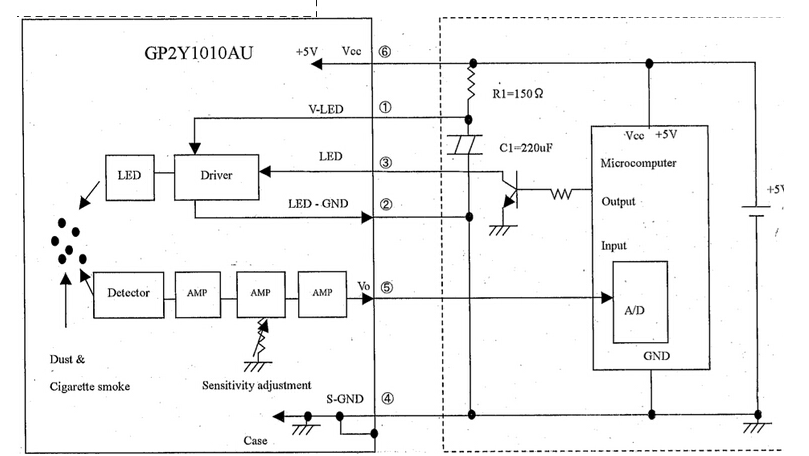 GP2Y1010AU
+5V Vcc ⑥
R1=150Ω
V-LED ①
Vcc +5V
C1=220uF
LED ③
Microcomputer
LED
Driver
+5V
Output
LED - GND ②
Input
Detector
AMP
AMP
AMP
Vo ⑤
A/D
Dust &
Cigarette smoke
Sensitivity adjustment
GND
S-GND ④
Case